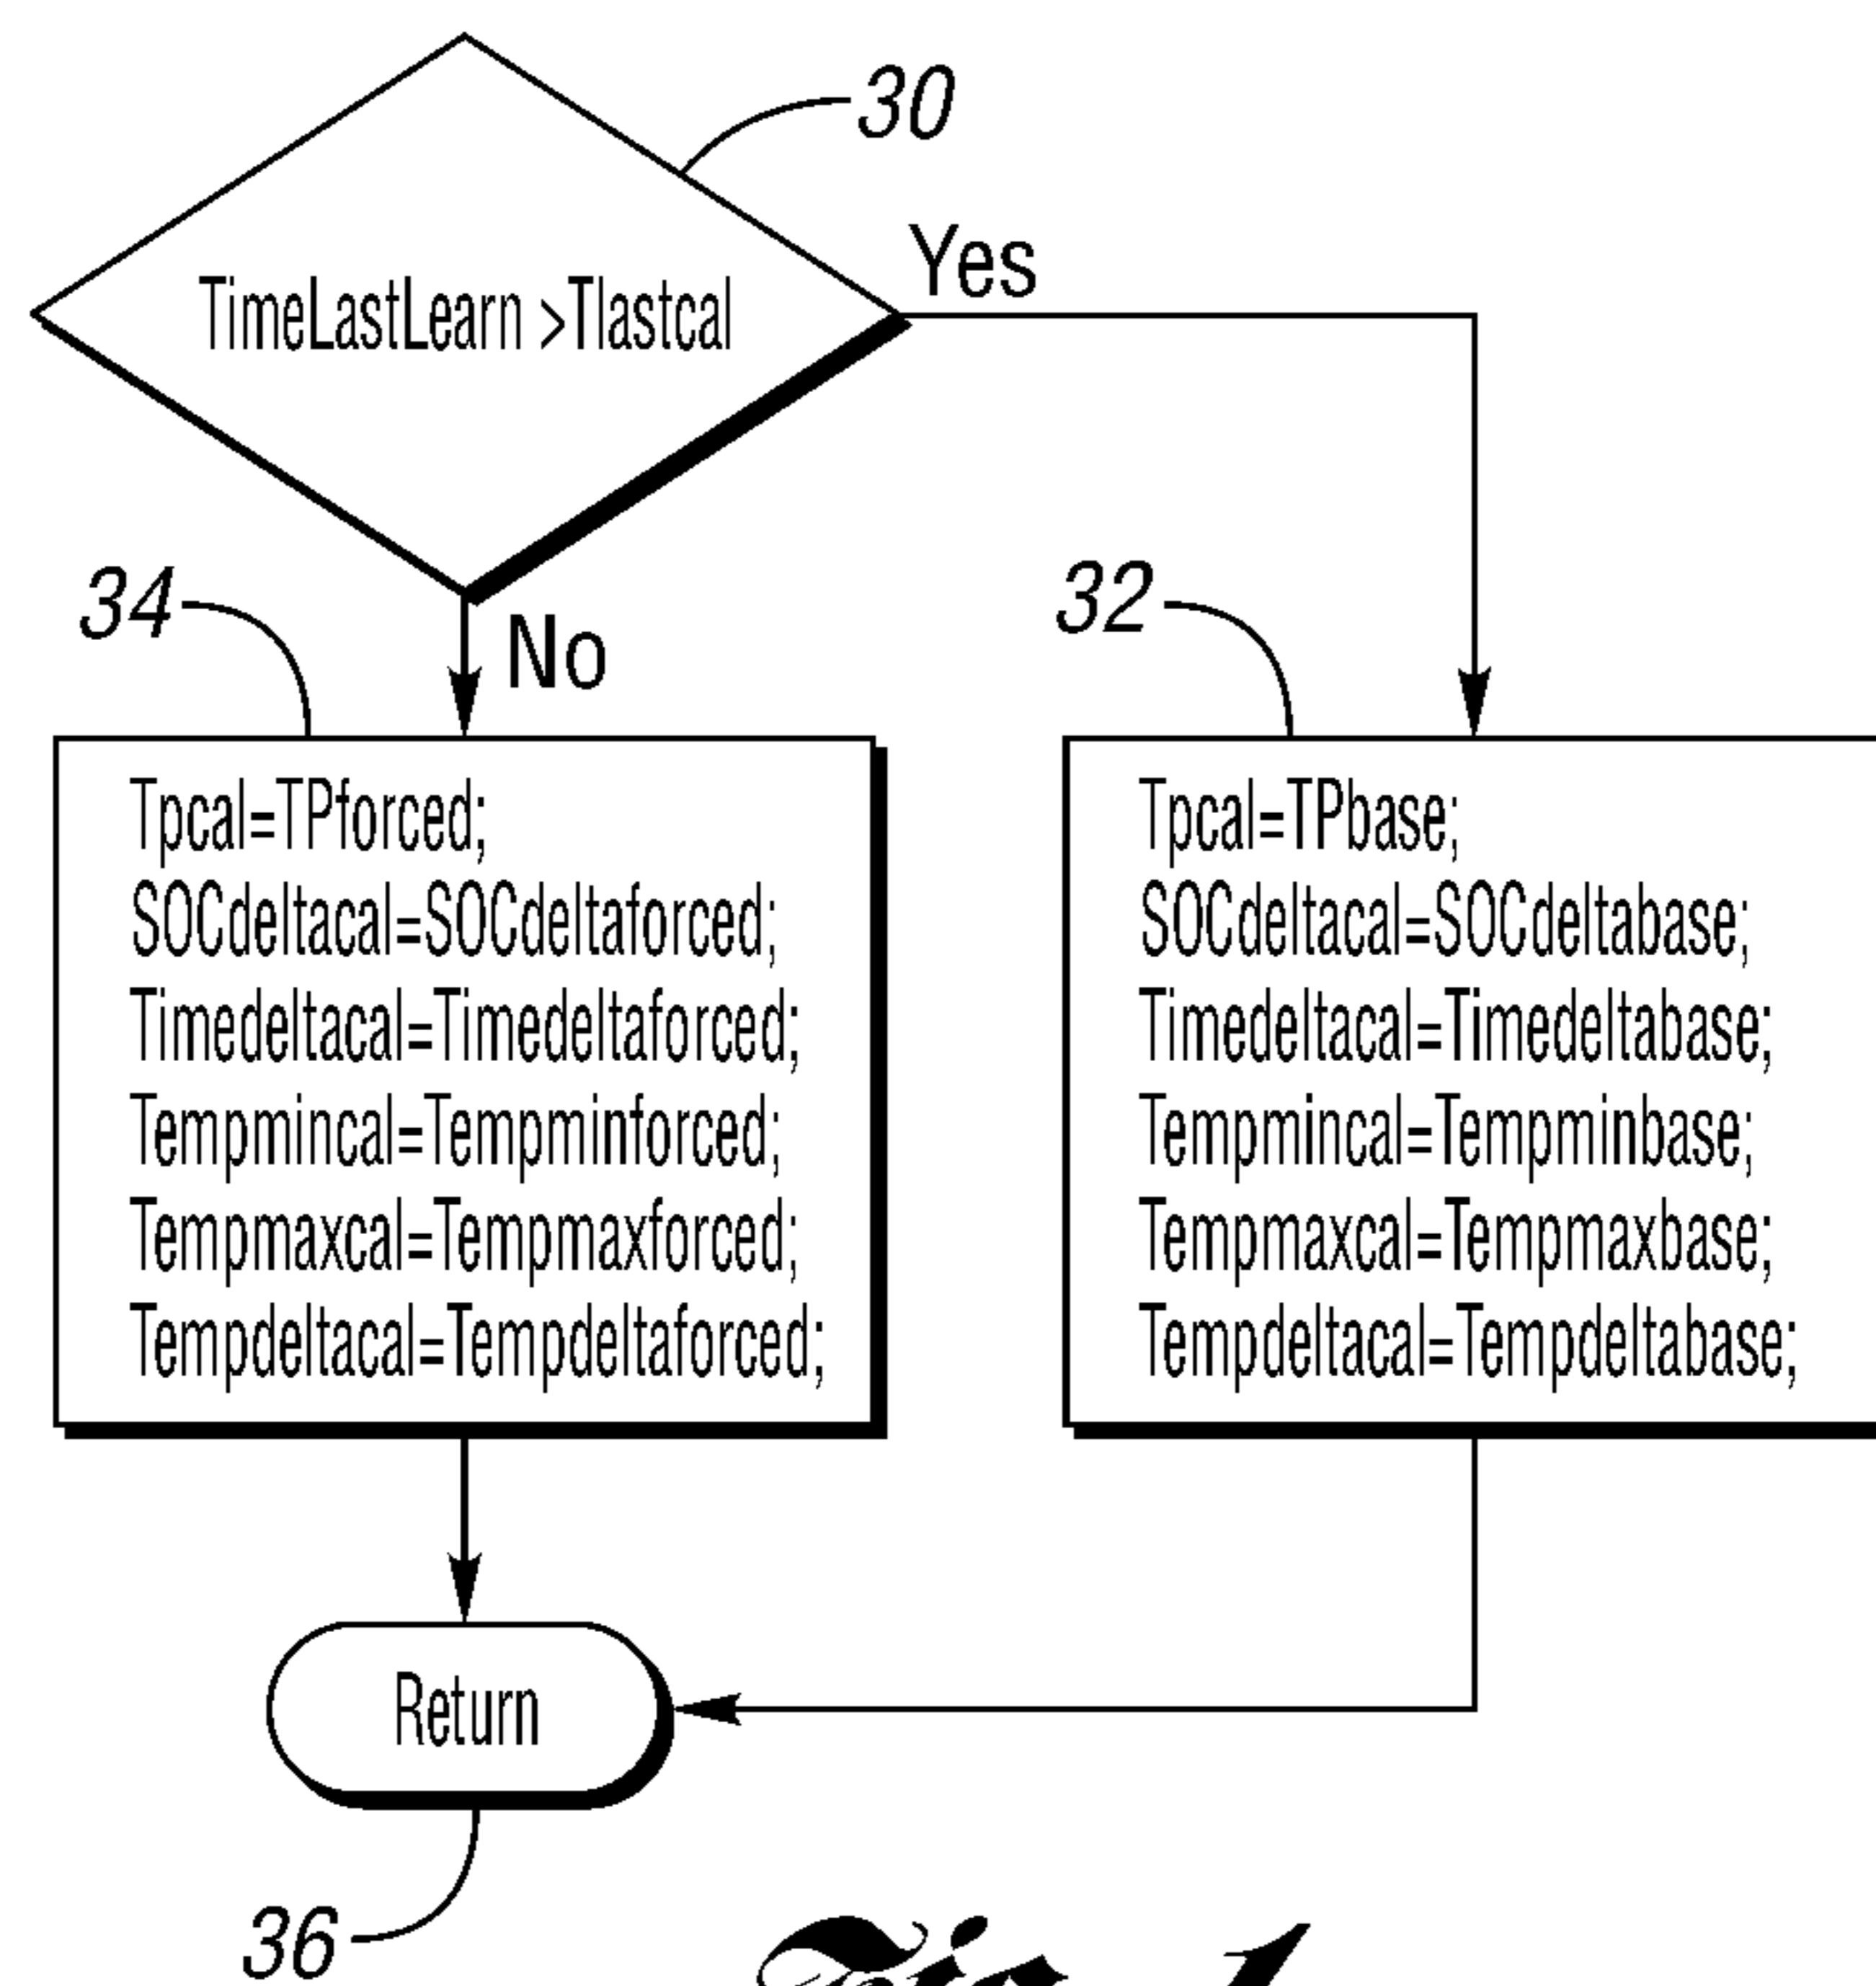 30
TimeLastLearn >Tlastcal
Yes
34
No
32
Tpcal=TPforced;
SOCdeltacal=SOCdeltaforced;
Timedeltacal=Timedeltaforced;
Tempmincal=Tempminforced;
Tempmaxcal=Tempmaxforced;
Tempdeltacal=Tempdeltaforced;
Tpcal=TPbase;
SOCdeltacal=SOCdeltabase;
Timedeltacal=Timedeltabase;
Tempmincal=Tempminbase;
Tempmaxcal=Tempmaxbase;
Tempdeltacal=Tempdeltabase;
Return
36